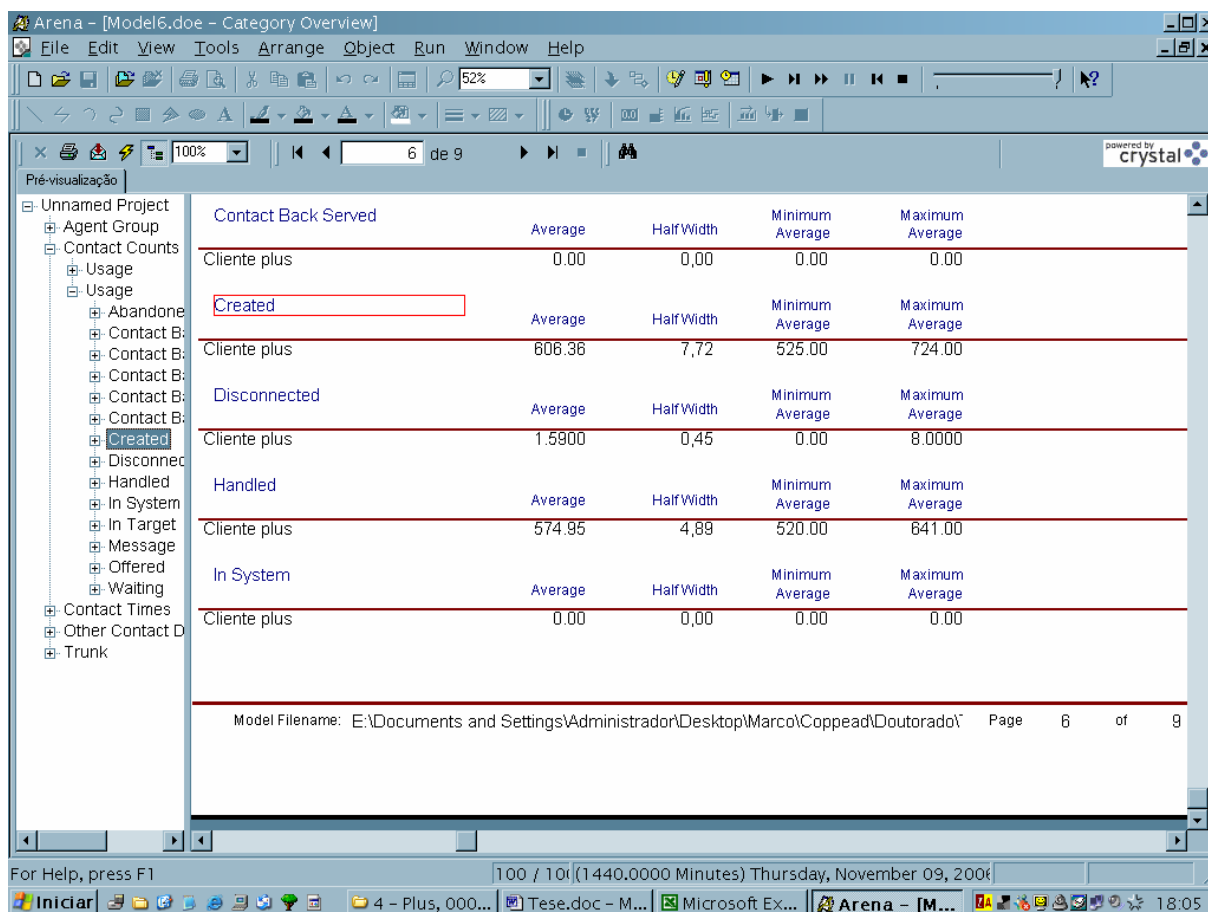 Arena - [Model6.doe - Category Overview]
File Edit View Tools Arrange Object Run Window Help
52%
100% 6 de 9
powered by crystal
Pré-visualização
Unnamed Project
Agent Group
Contact Counts
Usage
Usage
Abandone
Contact Ba
Contact Ba
Contact Ba
Contact Ba
Contact Ba
Created
Disconnec
Handled
In System
In Target
Message
Offered
Waiting
Contact Times
Other Contact D
Trunk
Contact Back Served Average Half Width Minimum Average Maximum Average
Cliente plus 0.00 0,00 0.00 0.00
Created Average Half Width Minimum Average Maximum Average
Cliente plus 606.36 7,72 525.00 724.00
Disconnected Average Half Width Minimum Average Maximum Average
Cliente plus 1.5900 0,45 0.00 8.0000
Handled Average Half Width Minimum Average Maximum Average
Cliente plus 574.95 4,89 520.00 641.00
In System Average Half Width Minimum Average Maximum Average
Cliente plus 0.00 0,00 0.00 0.00
Model Filename: E:\Documents and Settings\Administrador\Desktop\Marco\Coppead\Doutorado\ Page 6 of 9
For Help, press F1 100 / 10 (1440.0000 Minutes) Thursday, November 09, 200
Iniciar 4 - Plus, 000... Tese.doc - M... Microsoft Ex... Arena - [M... 18:05